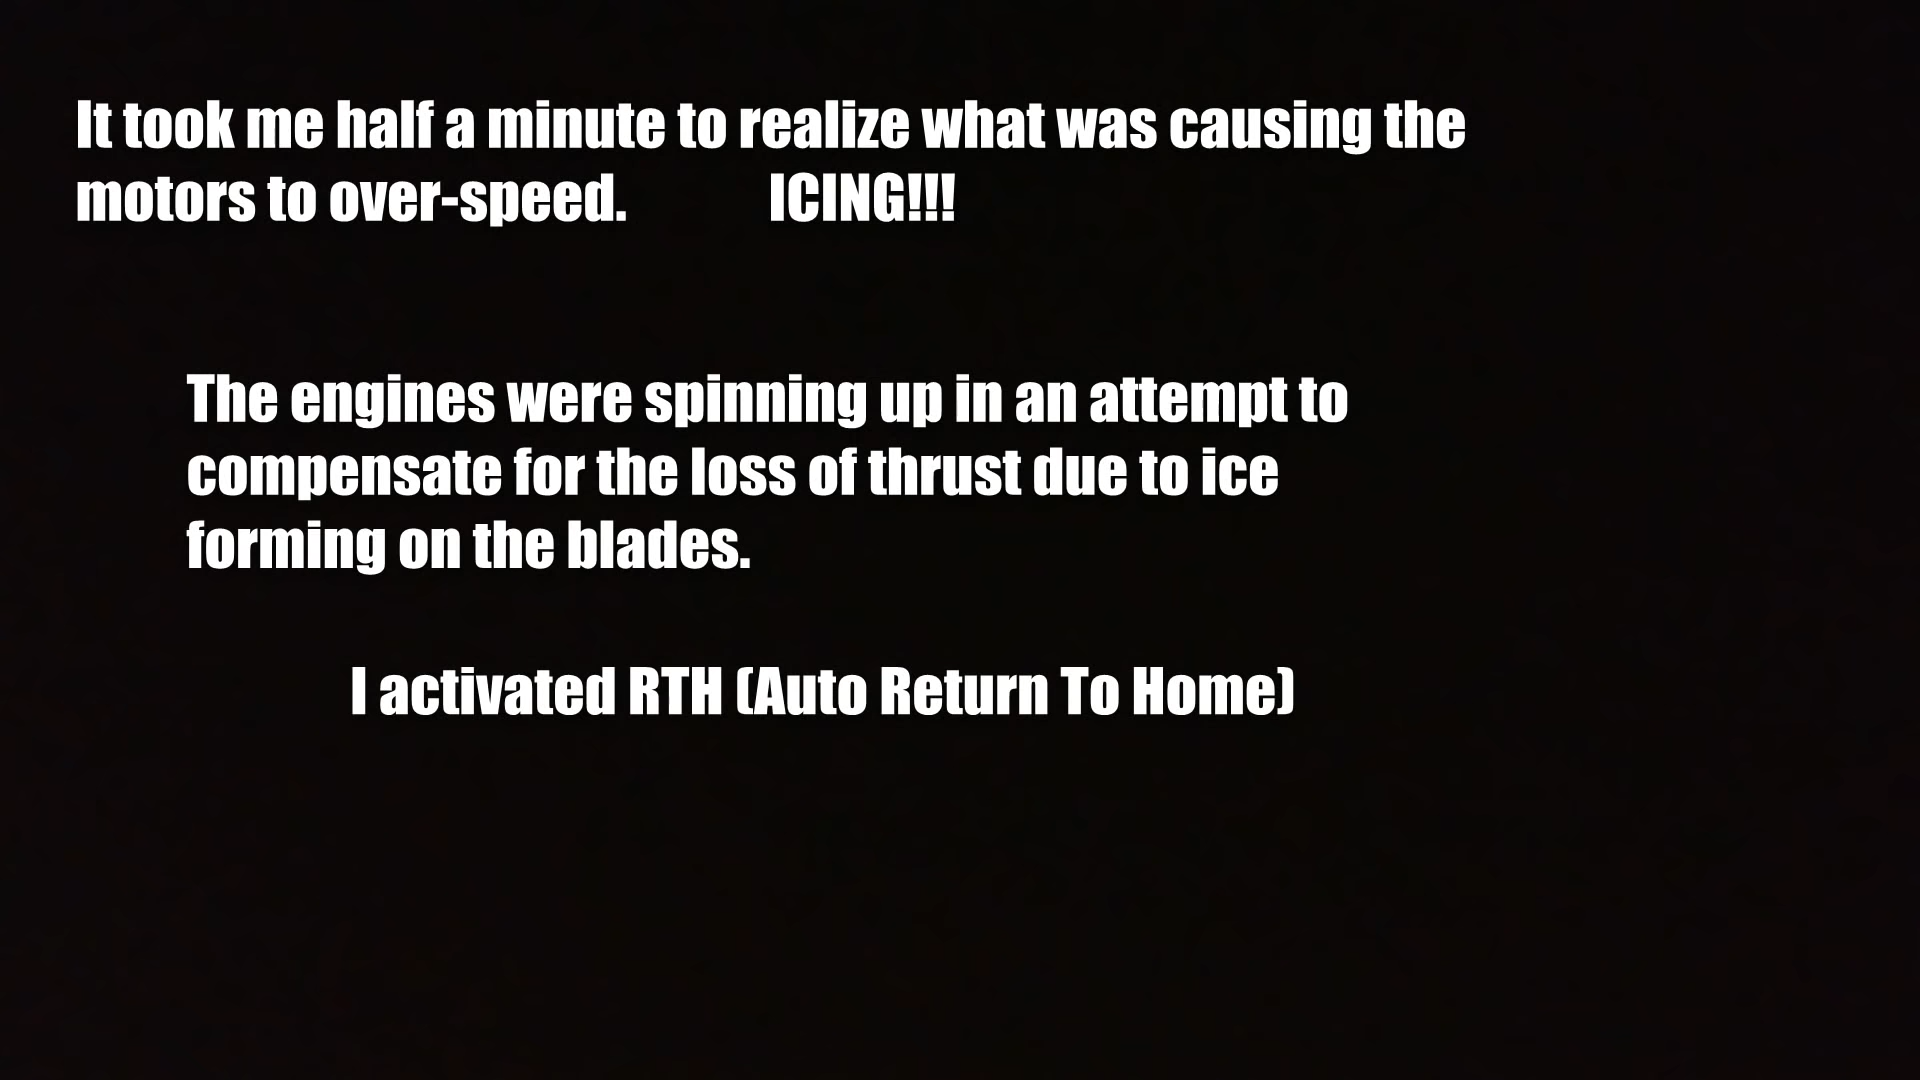 It took me half a minute to realize what was causing the
motors to over-speed. ICING!!!
The engines were spinning up in an attempt to
compensate for the loss of thrust due to ice
forming on the blades.
I activated RTH (Auto Return To Home)